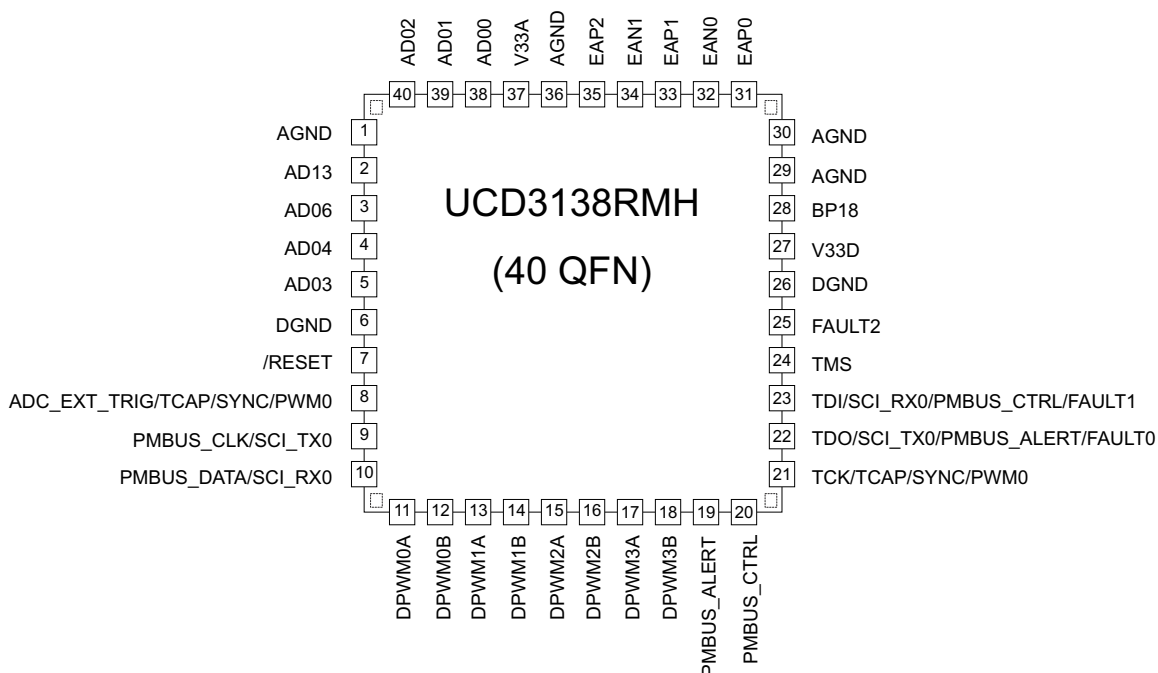 AD02
AD01
AD00
V33A
AGND
EAP2
EAN1
EAP1
EAN0
EAP0
40
39
38
37
36
35
34
33
32
31
AGND 1
AD13 2
AD06 3
AD04 4
AD03 5
DGND 6
/RESET 7
ADC_EXT_TRIG/TCAP/SYNC/PWM0 8
PMBUS_CLK/SCI_TX0 9
PMBUS_DATA/SCI_RX0 10
UCD3138RMH
(40 QFN)
30 AGND
29 AGND
28 BP18
27 V33D
26 DGND
25 FAULT2
24 TMS
23 TDI/SCI_RX0/PMBUS_CTRL/FAULT1
22 TDO/SCI_TX0/PMBUS_ALERT/FAULT0
21 TCK/TCAP/SYNC/PWM0
11
12
13
14
15
16
17
18
19
20
DPWM0A
DPWM0B
DPWM1A
DPWM1B
DPWM2A
DPWM2B
DPWM3A
DPWM3B
PMBUS_ALERT
PMBUS_CTRL